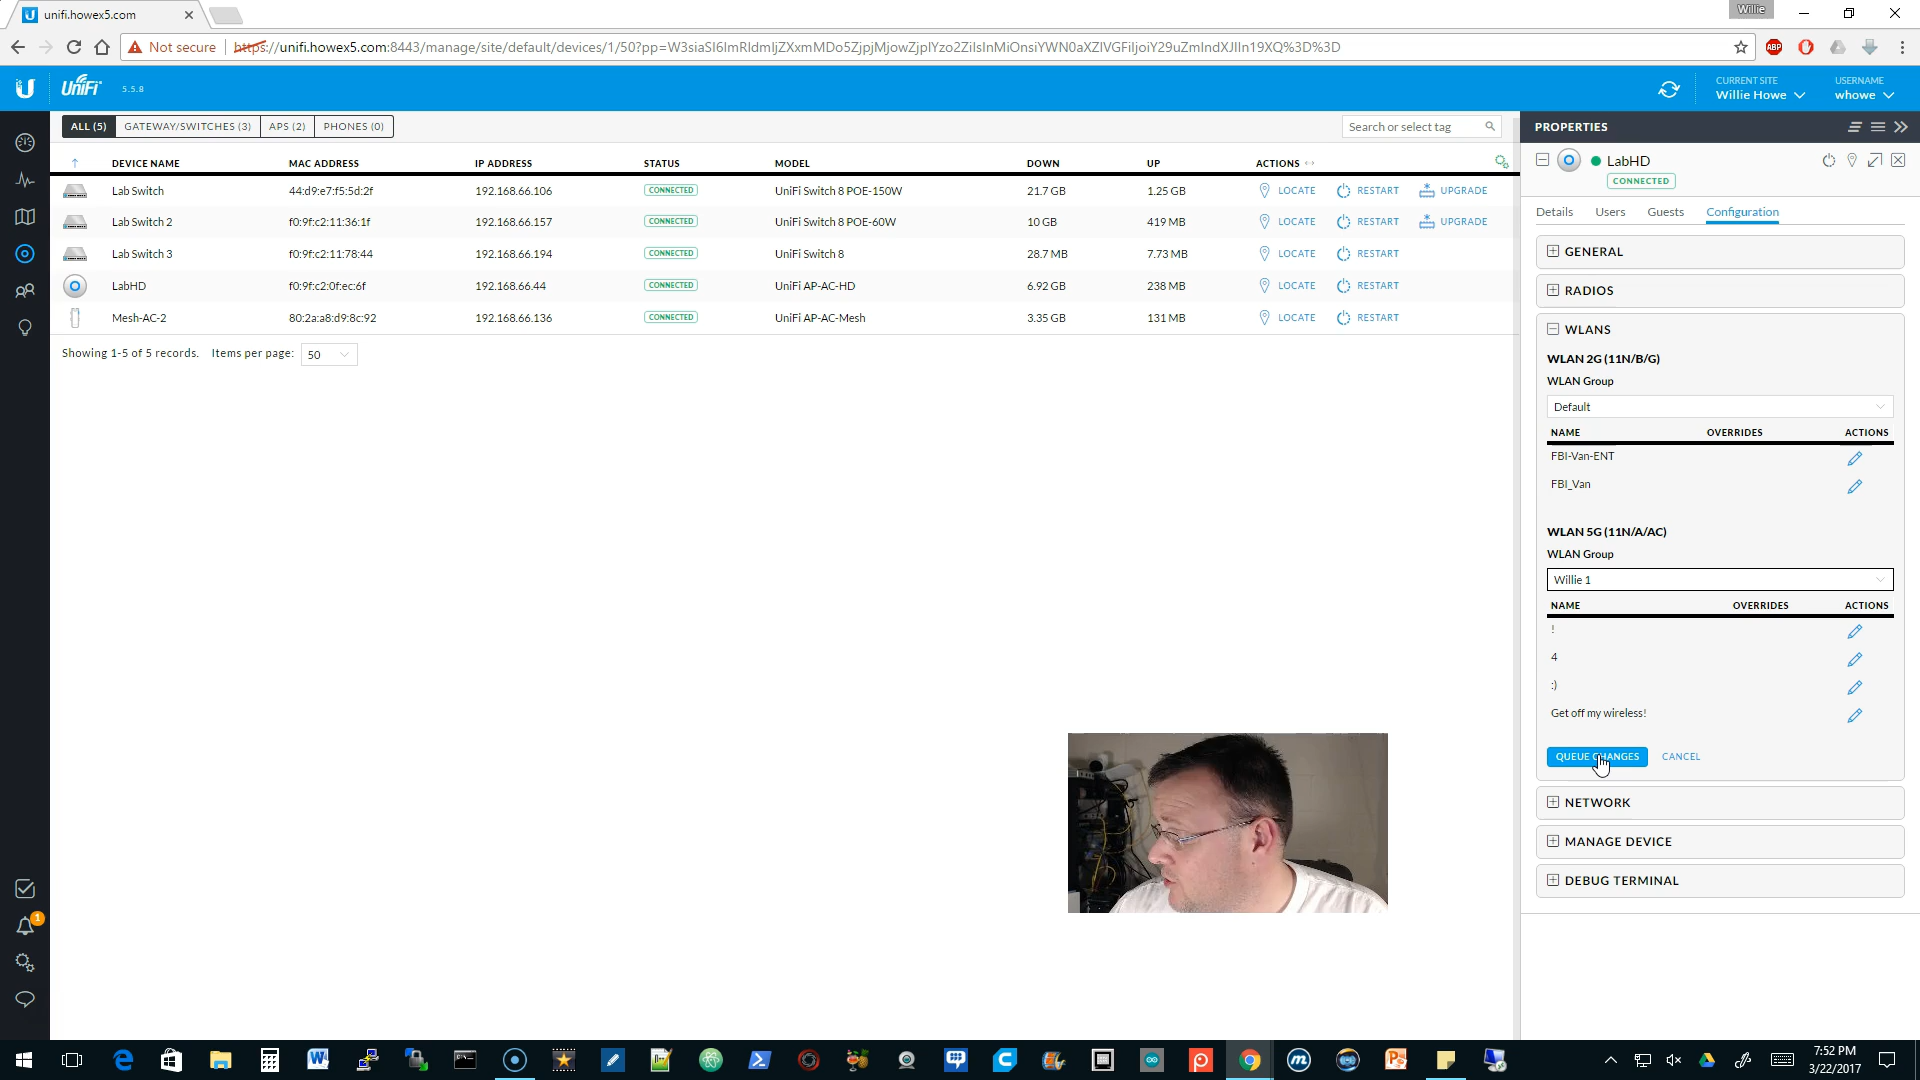 unifi.howex5.com
Willie
Not secure
https://unifi.howex5.com:8443/manage/site/default/devices/1/50?pp=W3siaSI6ImRldmljZXxmMDo5ZjpjMjowZjplYzo2ZiIsInMiOnsiYWN0aXZlVGFiIjoiY29uZmlndXJlIn19XQ%3D%3D
ABP
UniFi 5.5.8
CURRENT SITE
Willie Howe
USERNAME
whowe
ALL (5) GATEWAY/SWITCHES (3) APS (2) PHONES (0)
Search or select tag
DEVICE NAME MAC ADDRESS IP ADDRESS STATUS MODEL DOWN UP ACTIONS
Lab Switch 44:d9:e7:f5:5d:2f 192.168.66.106 CONNECTED UniFi Switch 8 POE-150W 21.7 GB 1.25 GB LOCATE RESTART UPGRADE
Lab Switch 2 f0:9f:c2:11:36:1f 192.168.66.157 CONNECTED UniFi Switch 8 POE-60W 10 GB 419 MB LOCATE RESTART UPGRADE
Lab Switch 3 f0:9f:c2:11:78:44 192.168.66.194 CONNECTED UniFi Switch 8 28.7 MB 7.73 MB LOCATE RESTART
LabHD f0:9f:c2:0f:ec:6f 192.168.66.44 CONNECTED UniFi AP-AC-HD 6.92 GB 238 MB LOCATE RESTART
Mesh-AC-2 80:2a:a8:d9:8c:92 192.168.66.136 CONNECTED UniFi AP-AC-Mesh 3.35 GB 131 MB LOCATE RESTART
Showing 1-5 of 5 records. Items per page: 50
PROPERTIES
LabHD
CONNECTED
Details Users Guests Configuration
GENERAL
RADIOS
WLANS
WLAN 2G (11N/B/G)
WLAN Group
Default
NAME OVERRIDES ACTIONS
FBI-Van-ENT
FBI_Van
WLAN 5G (11N/A/AC)
WLAN Group
Willie 1
NAME OVERRIDES ACTIONS
!
4
:)
Get off my wireless!
QUEUE CHANGES CANCEL
NETWORK
MANAGE DEVICE
DEBUG TERMINAL
1
7:52 PM
3/22/2017